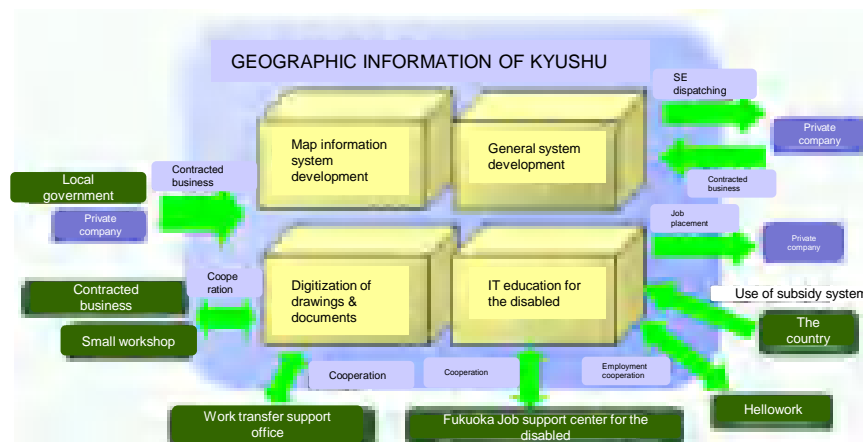 GEOGRAPHIC INFORMATION OF KYUSHU
SE
dispatching
Map information
system
development
General system
development
Private
company
Contracted
business
Local
government
Private
company
Contracted
business
Job
placement
Private
company
Coope
ration
Contracted
business
Small workshop
Digitization of
drawings &
documents
IT education for
the disabled
Use of subsidy system
The
country
Cooperation
Cooperation
Employment
cooperation
Hellowork
Work transfer support
office
Fukuoka Job support center for the
disabled